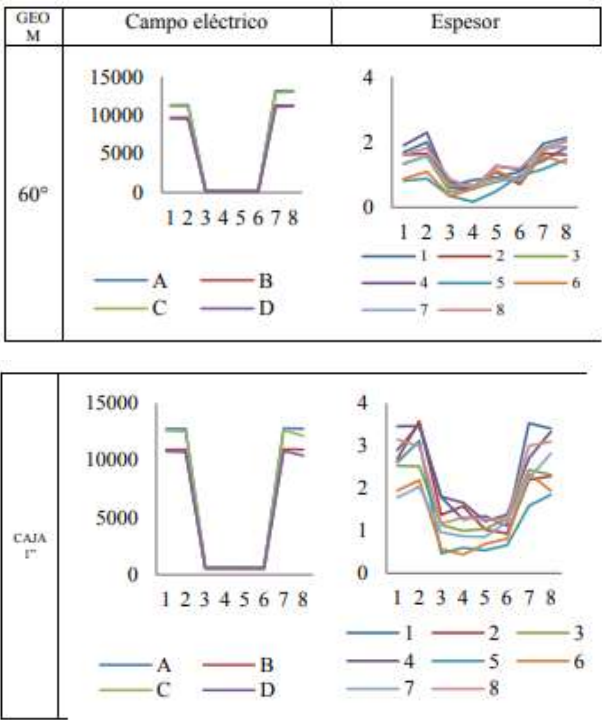 GEO
M
Campo eléctrico
Espesor
60°
15000
10000
5000
0
1 2 3 4 5 6 7 8
A B
C D
4
2
0
1 2 3 4 5 6 7 8
1 2 3
4 5 6
7 8
CAJA
1"
15000
10000
5000
0
1 2 3 4 5 6 7 8
A B
C D
4
3
2
1
0
1 2 3 4 5 6 7 8
1 2 3
4 5 6
7 8